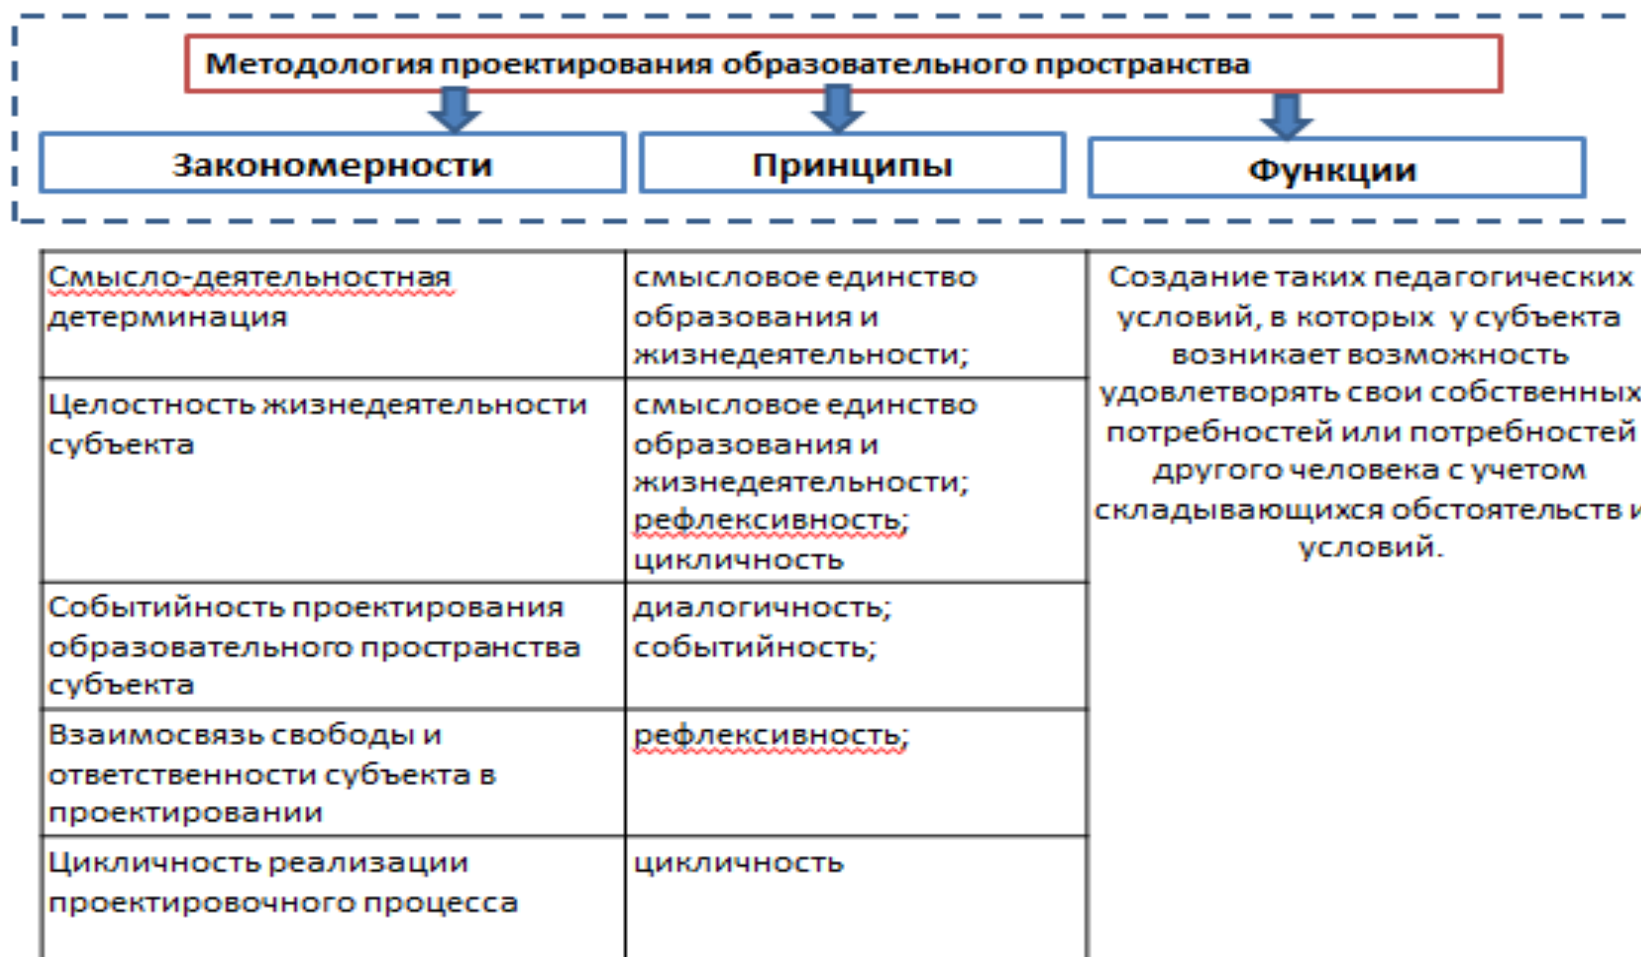 Методология проектирования образовательного пространства
Закономерности
Принципы
Функции
Смысло-деятельностная
детерминация
смысловое единство
образования и
жизнедеятельности;
Целостность жизнедеятельности
субъекта
смысловое единство
образования и
жизнедеятельности;
рефлексивность;
цикличность
Событийность проектирования
образовательного пространства
субъекта
диалогичность;
событийность;
Взаимосвязь свободы и
ответственности субъекта в
проектировании
рефлексивность;
Цикличность реализации
проектировочного процесса
цикличность
Создание таких педагогических
условий, в которых у субъекта
возникает возможность
удовлетворять свои собственных
потребностей или потребностей
другого человека с учетом
складывающихся обстоятельств и
условий.